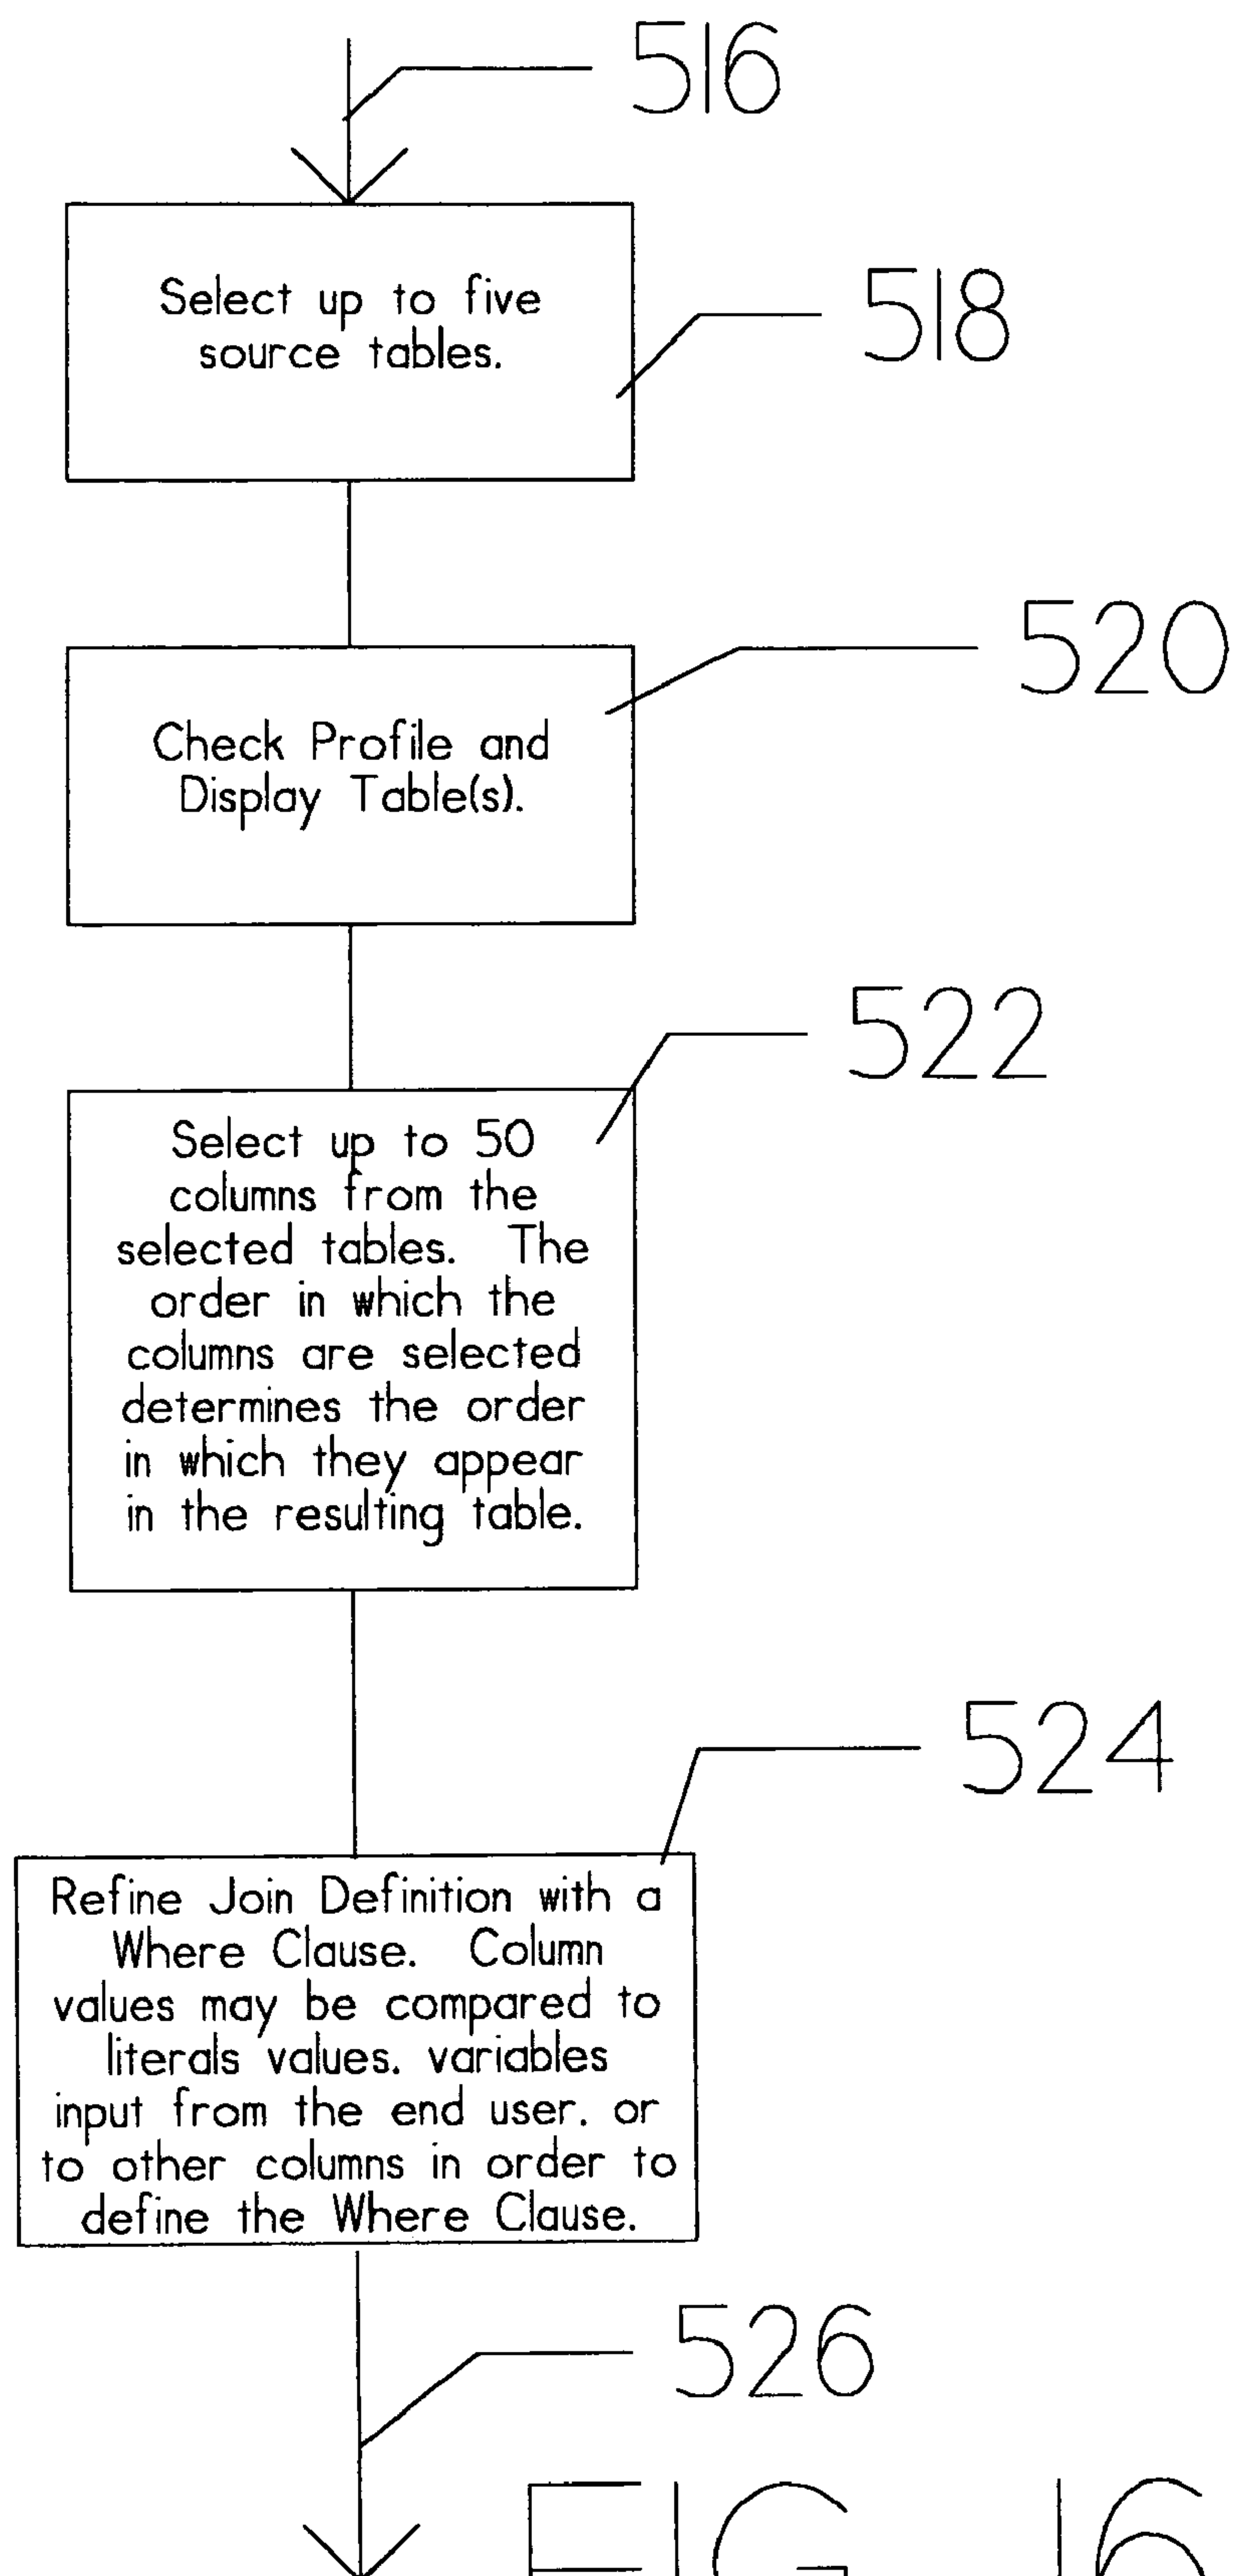 516
Select up to five
source tables.
518
520
Check Profile and
Display Table(s).
522
Select up to 50
columns from the
selected tables. The
order in which the
columns are selected
determines the order
in which they appear
in the resulting table.
524
Refine Join Definition with a
Where Clause. Column
values may be compared to
literals values. variables
input from the end user. or
to other columns in order to
define the Where Clause.
526
FIG. 16